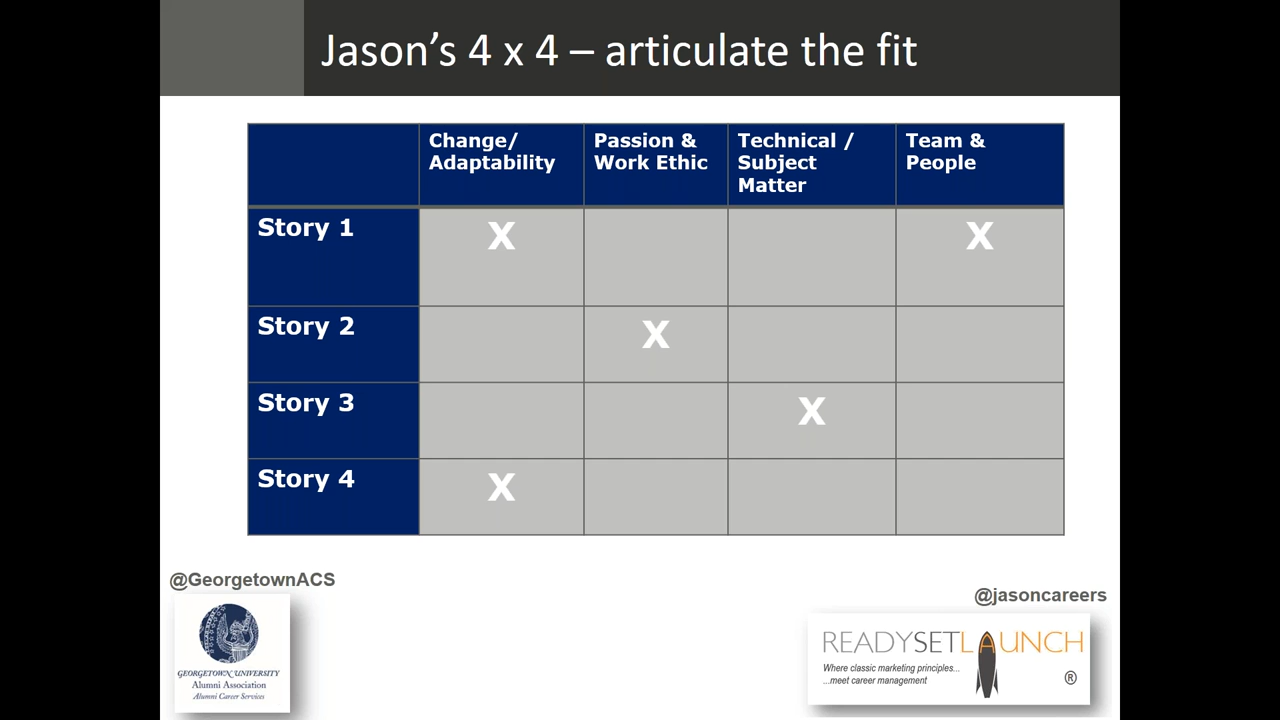 Jason's 4 x 4 – articulate the fit
Change/
Adaptability
Passion &
Work Ethic
Technical /
Subject
Matter
Team &
People
Story 1
X
X
Story 2
X
Story 3
X
Story 4
X
@GeorgetownACS
GEORGETOWN UNIVERSITY
Alumni Association
Alumni Career Services
@jasoncareers
READYSETLAUNCH
Where classic marketing principles...
...meet career management
®